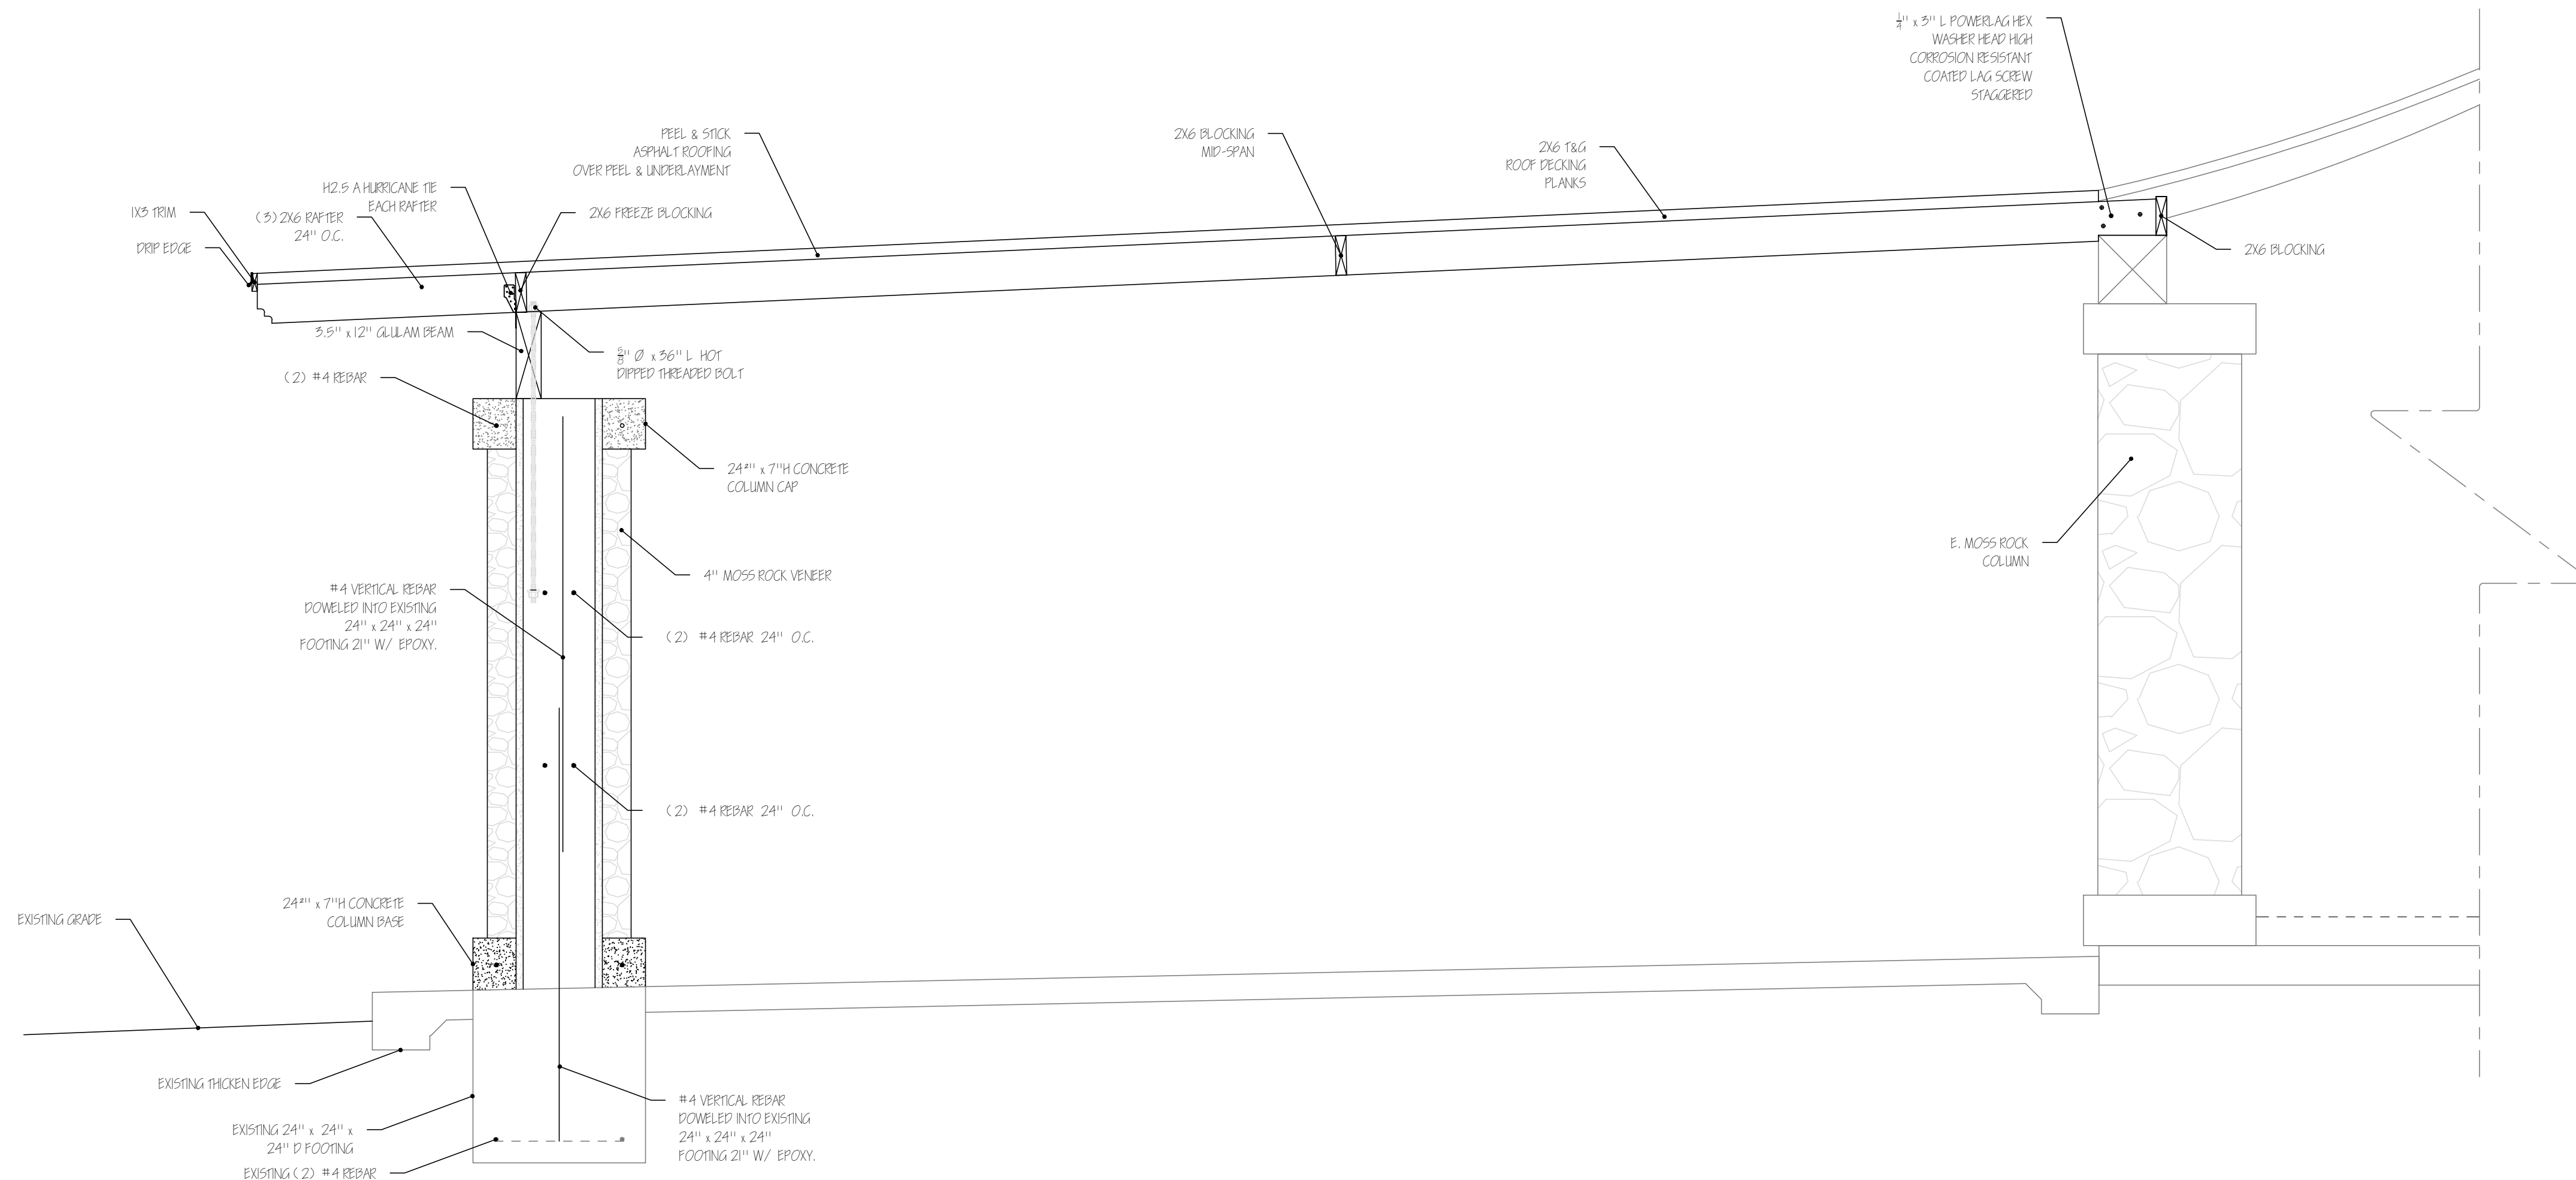 ¼" x 3" L POWERLAG HEX
WASHER HEAD HIGH
CORROSION RESISTANT
COATED LAG SCREW
STAGGERED
PEEL & STICK
ASPHALT ROOFING
OVER PEEL & UNDERLAYMENT
2X6 BLOCKING
MID-SPAN
2X6 T&G
ROOF DECKING
PLANKS
H2.5 A HURRICANE TIE
EACH RAFTER
1X3 TRIM
(3) 2X6 RAFTER
24" O.C.
2X6 FREEZE BLOCKING
DRIP EDGE
2X6 BLOCKING
3.5" x 12" GLULAM BEAM
⅝" Ø x 36" L HOT
DIPPED THREADED BOLT
(2) #4 REBAR
24²" x 7"H CONCRETE
COLUMN CAP
E. MOSS ROCK
COLUMN
4" MOSS ROCK VENEER
#4 VERTICAL REBAR
DOWELED INTO EXISTING
24" x 24" x 24"
FOOTING 21" W/ EPOXY.
(2) #4 REBAR 24" O.C.
(2) #4 REBAR 24" O.C.
24²" x 7"H CONCRETE
COLUMN BASE
EXISTING GRADE
EXISTING THICKEN EDGE
#4 VERTICAL REBAR
DOWELED INTO EXISTING
24" x 24" x 24"
FOOTING 21" W/ EPOXY.
EXISTING 24" x 24" x
24" D FOOTING
EXISTING (2) #4 REBAR